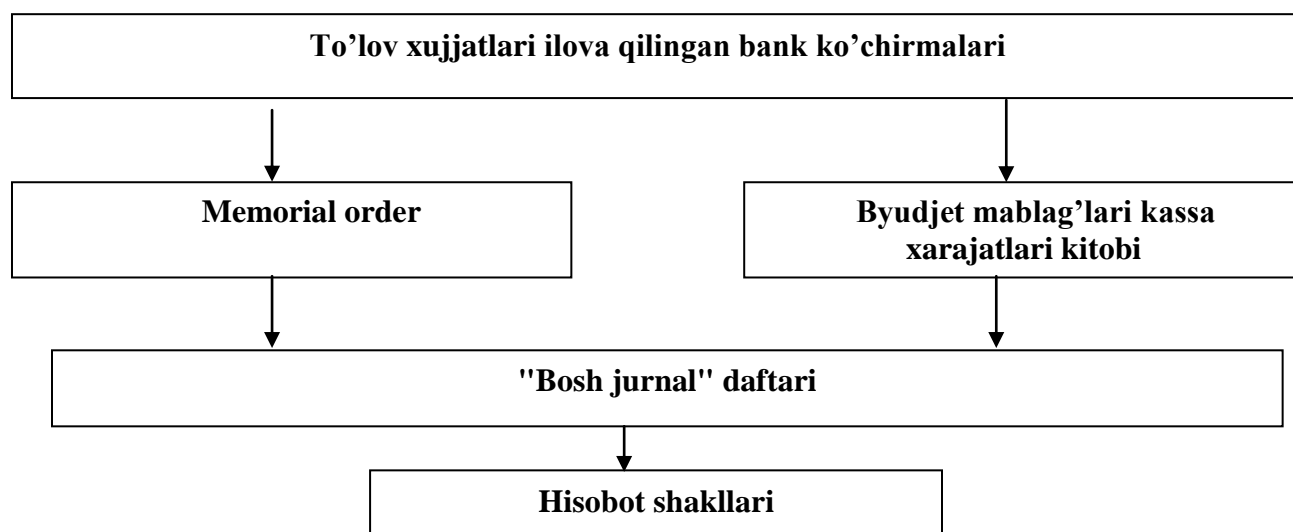 To’lov xujjatlari ilova qilingan bank ko’chirmalari
Memorial order
Byudjet mablag’lari kassa
xarajatlari kitobi
"Bosh jurnal" daftari
Hisobot shakllari